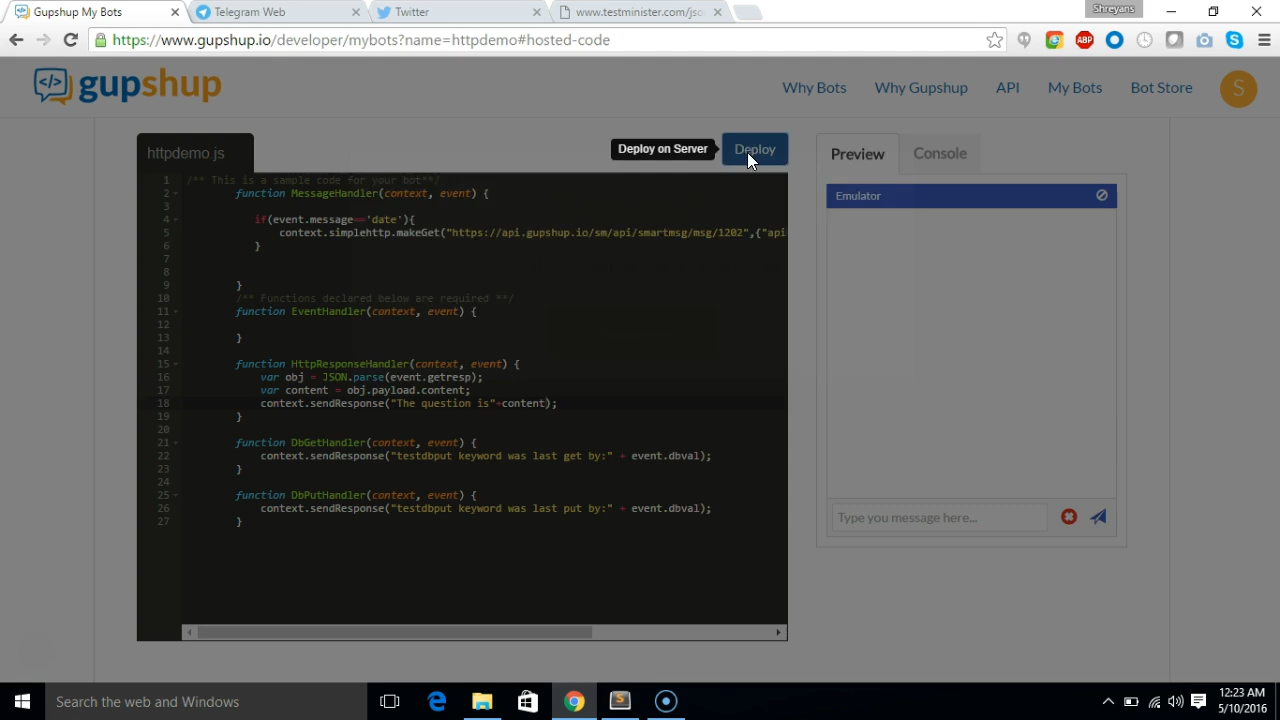 Shreyans
Gupshup My Bots
Telegram Web
Twitter
www.testminister.com/jso
https://www.gupshup.io/developer/mybots?name=httpdemo#hosted-code
ABP
gupshup
Why Bots
Why Gupshup
API
My Bots
Bot Store
S
httpdemo.js
Deploy on Server
Deploy
Preview
Console
1 /** This is a sample code for your bot**/
2 function MessageHandler(context, event) {
3
4 if(event.message=='date'){
5 context.simplehttp.makeGet("https://api.gupshup.io/sm/api/smartmsg/msg/1202",{"api
6 }
7
8
9 }
10 /** Functions declared below are required **/
11 function EventHandler(context, event) {
12
13 }
14
15 function HttpResponseHandler(context, event) {
16 var obj = JSON.parse(event.getresp);
17 var content = obj.payload.content;
18 context.sendResponse("The question is"+content);
19 }
20
21 function DbGetHandler(context, event) {
22 context.sendResponse("testdbput keyword was last get by:" + event.dbval);
23 }
24
25 function DbPutHandler(context, event) {
26 context.sendResponse("testdbput keyword was last put by:" + event.dbval);
27 }
Emulator
Type you message here...
Search the web and Windows
12:23 AM
5/10/2016